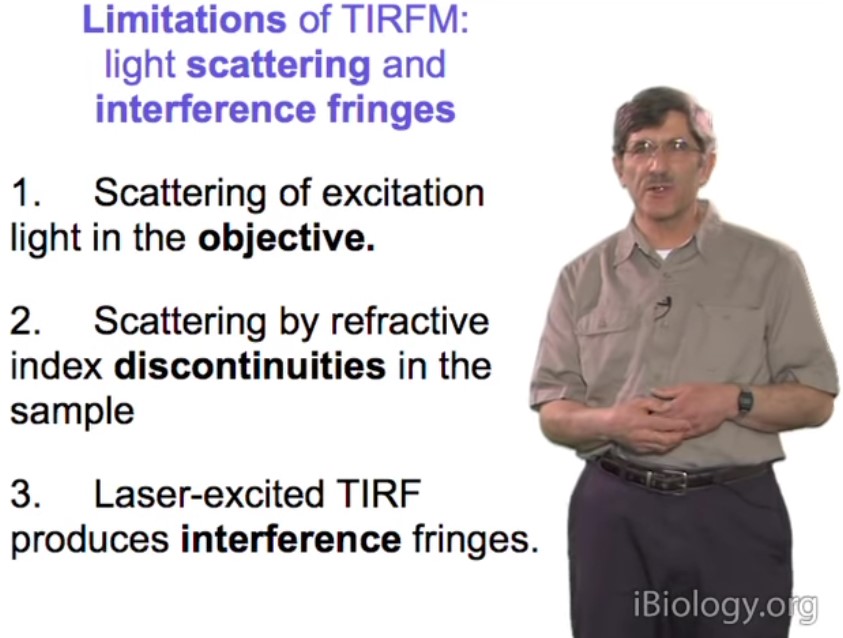 Limitations of TIRFM:
light scattering and
interference fringes
1. Scattering of excitation
light in the objective.
2. Scattering by refractive
index discontinuities in the
sample
3. Laser-excited TIRF
produces interference fringes.
iBiology.org